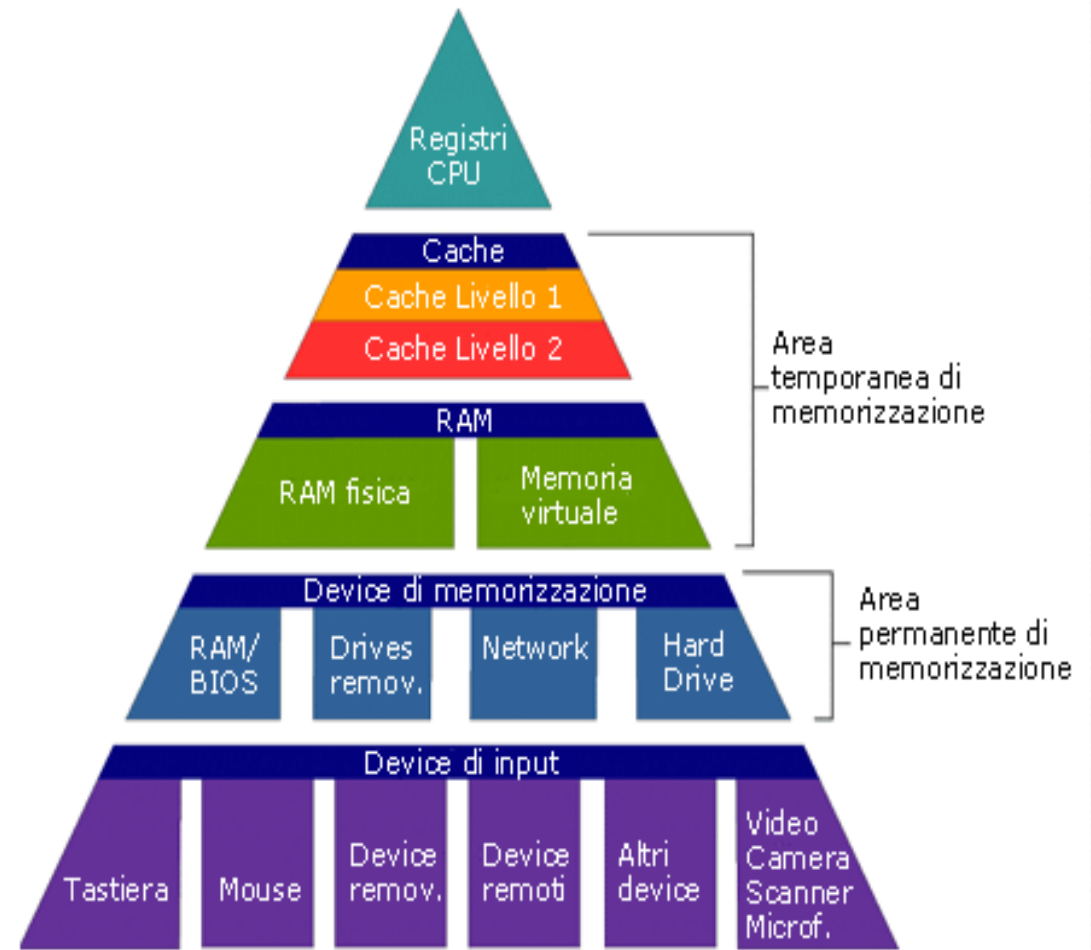 Registri
CPU
Cache
Cache Livello 1
Cache Livello 2
Area
temporanea di
memorizzazione
RAM
RAM fisica
Memoria
virtuale
Device di memorizzazione
RAM/
BIOS
Drives
remov.
Network
Hard
Drive
Area
permanente di
memorizzazione
Device di input
Tastiera
Mouse
Device
remov.
Device
remoti
Altri
device
Video
Camera
Scanner
Microf.